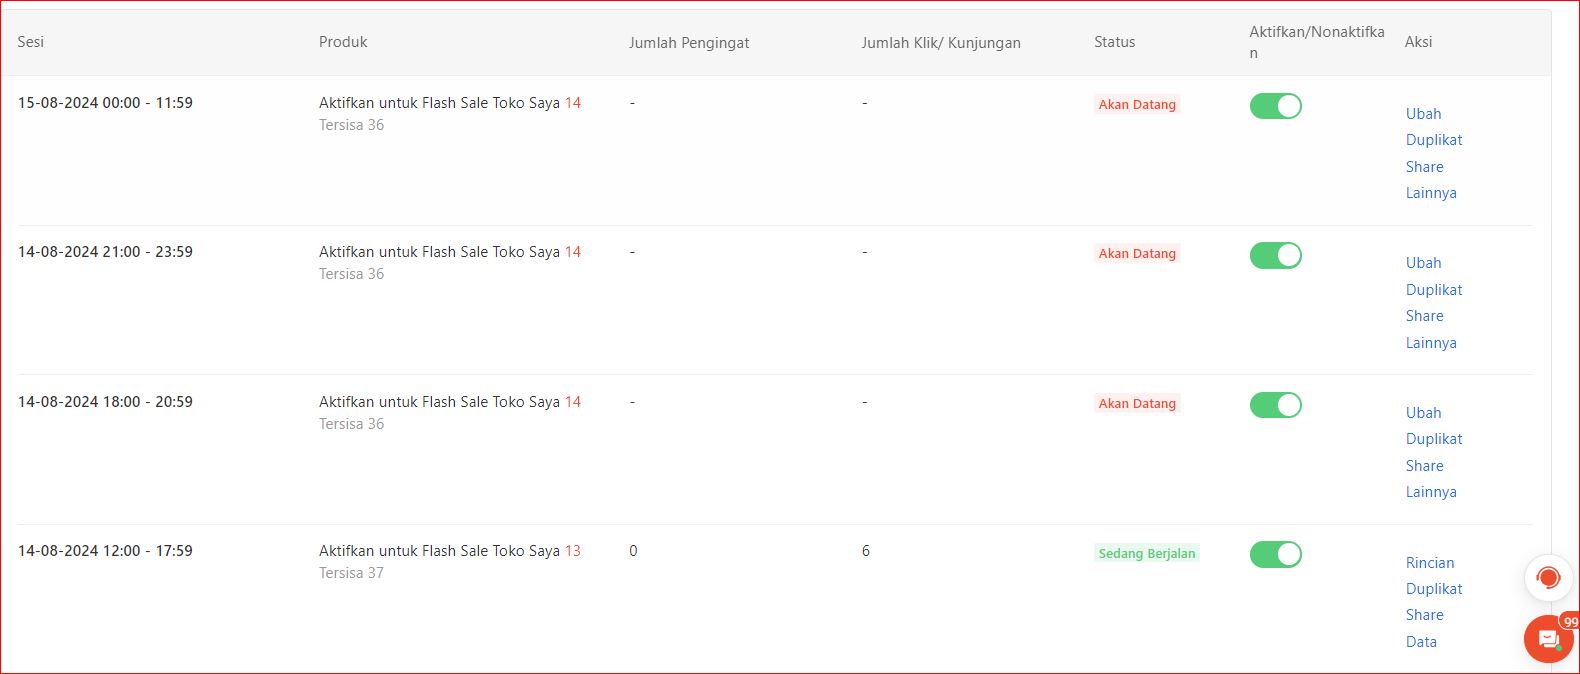 Sesi
Produk
Jumlah Pengingat
Jumlah Klik/ Kunjungan
Status
Aktifkan/Nonaktifka
n
Aksi
15-08-2024 00:00 - 11:59
Aktifkan untuk Flash Sale Toko Saya 14
Tersisa 36
-
-
Akan Datang
Ubah
Duplikat
Share
Lainnya
14-08-2024 21:00 - 23:59
Aktifkan untuk Flash Sale Toko Saya 14
Tersisa 36
-
-
Akan Datang
Ubah
Duplikat
Share
Lainnya
14-08-2024 18:00 - 20:59
Aktifkan untuk Flash Sale Toko Saya 14
Tersisa 36
-
-
Akan Datang
Ubah
Duplikat
Share
Lainnya
14-08-2024 12:00 - 17:59
Aktifkan untuk Flash Sale Toko Saya 13
Tersisa 37
0
6
Sedang Berjalan
Rincian
Duplikat
Share
Data
99